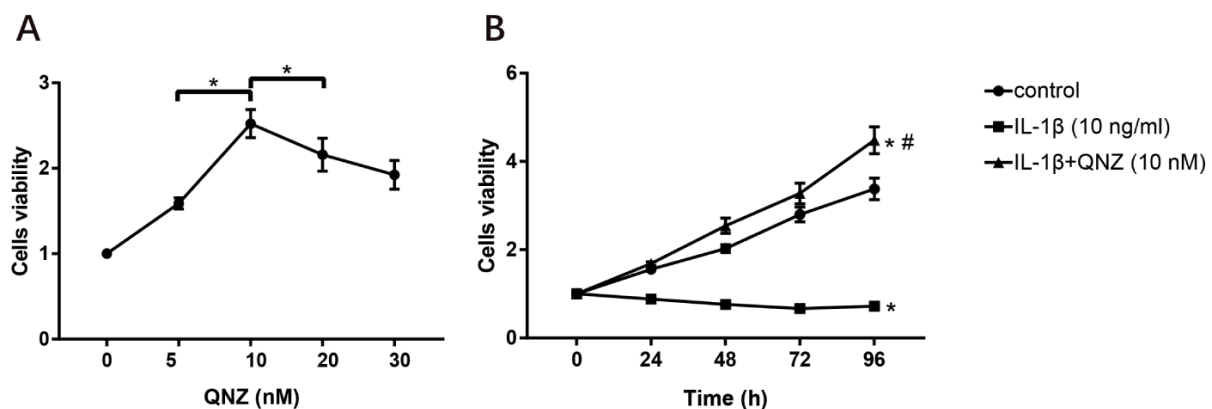 A
Cells viability
3
2
1
0
* *
0 5 10 20 30
QNZ (nM)
B
Cells viability
6
4
2
0
* #
*
0 24 48 72 96
Time (h)
control
IL-1β (10 ng/ml)
IL-1β+QNZ (10 nM)